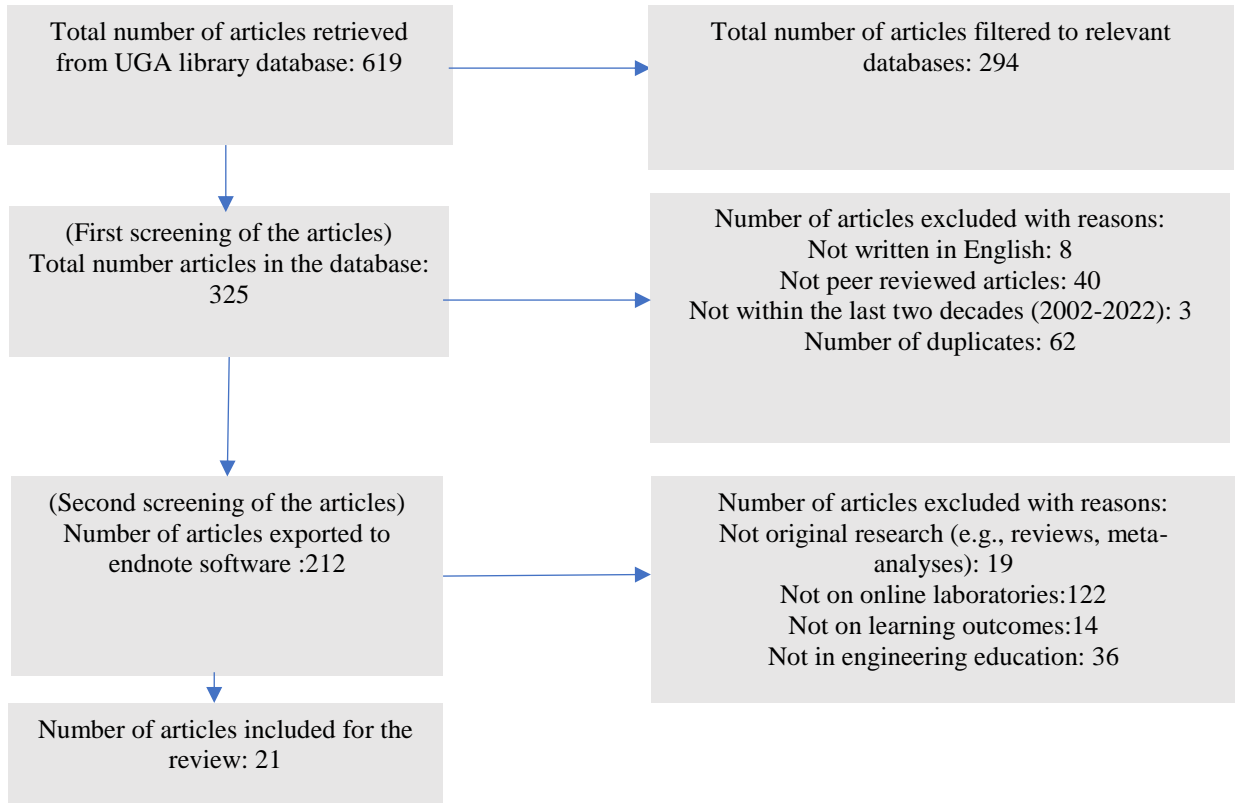 Total number of articles retrieved
from UGA library database: 619
Total number of articles filtered to relevant
databases: 294
(First screening of the articles)
Total number articles in the database:
325
Number of articles excluded with reasons:
Not written in English: 8
Not peer reviewed articles: 40
Not within the last two decades (2002-2022): 3
Number of duplicates: 62
(Second screening of the articles)
Number of articles exported to
endnote software :212
Number of articles excluded with reasons:
Not original research (e.g., reviews, meta-
analyses): 19
Not on online laboratories:122
Not on learning outcomes:14
Not in engineering education: 36
Number of articles included for the
review: 21